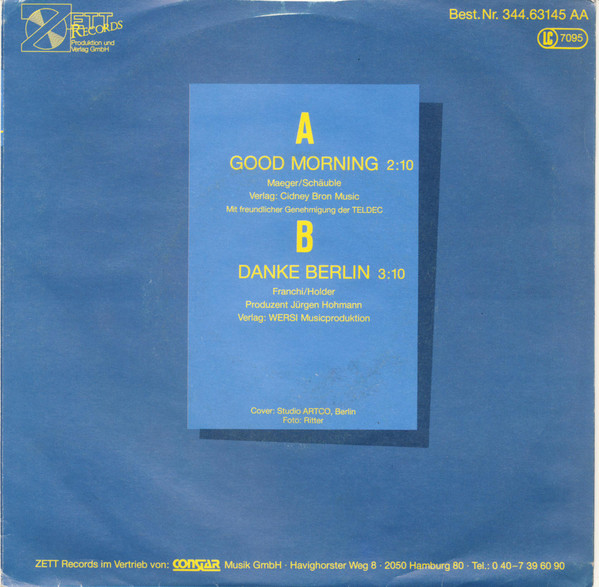 ZETT
RECORDS
Produktion und
Verlag GmbH
Best. Nr. 344.63145 AA
LC 7095
A
GOOD MORNING 2:10
Maeger/Schäuble
Verlag: Cidney Bron Music
Mit freundlicher Genehmigung der TELDEC
B
DANKE BERLIN 3:10
Franchi/Holder
Produzent Jürgen Hohmann
Verlag: WERSI Musicproduktion
Cover: Studio ARTCO, Berlin
Foto: Ritter
ZETT Records im Vertrieb von: CONSTAR Musik GmbH · Havighorster Weg 8 · 2050 Hamburg 80 · Tel.: 0 40–7 39 60 90